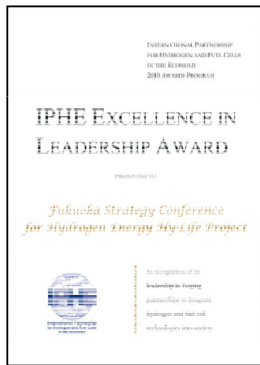 INTERNATIONAL PARTNERSHIP
FOR HYDROGEN AND FUEL CELLS
IN THE ECONOMY
2010 AWARDS PROGRAM
IPHE EXCELLENCE IN
LEADERSHIP AWARD
PRESENTED TO
Fukuoka Strategy Conference
for Hydrogen Energy Hy-Life Project
In recognition of its
leadership in forging
partnerships to integrate
hydrogen and fuel cell
technologies into society